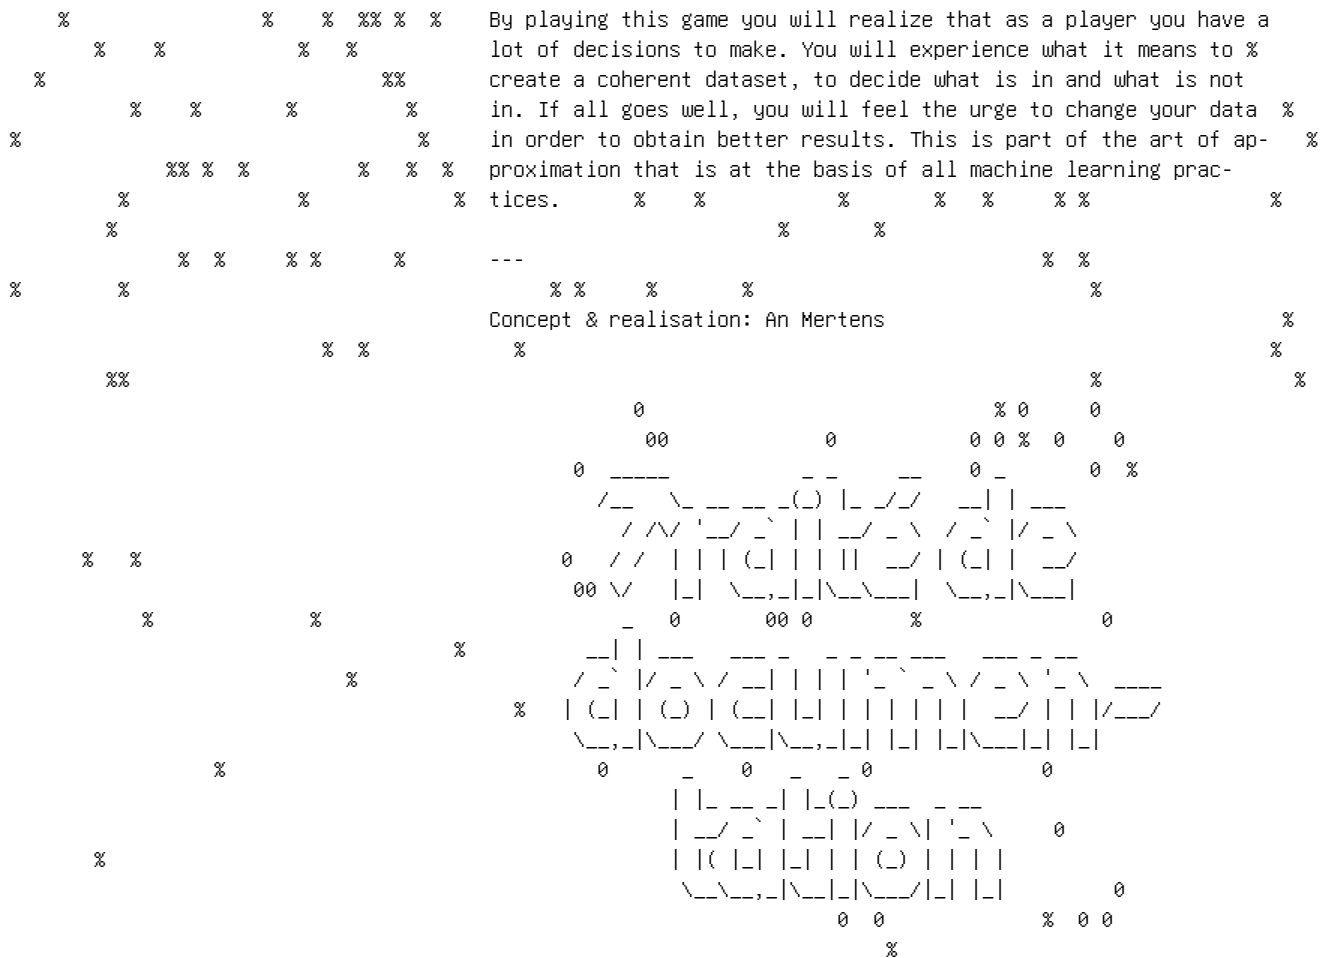 By playing this game you will realize that as a player you have a
lot of decisions to make. You will experience what it means to
create a coherent dataset, to decide what is in and what is not
in. If all goes well, you will feel the urge to change your data
in order to obtain better results. This is part of the art of ap-
proximation that is at the basis of all machine learning prac-
tices.
---
Concept & realisation: An Mertens
Traité de
documen-
tation